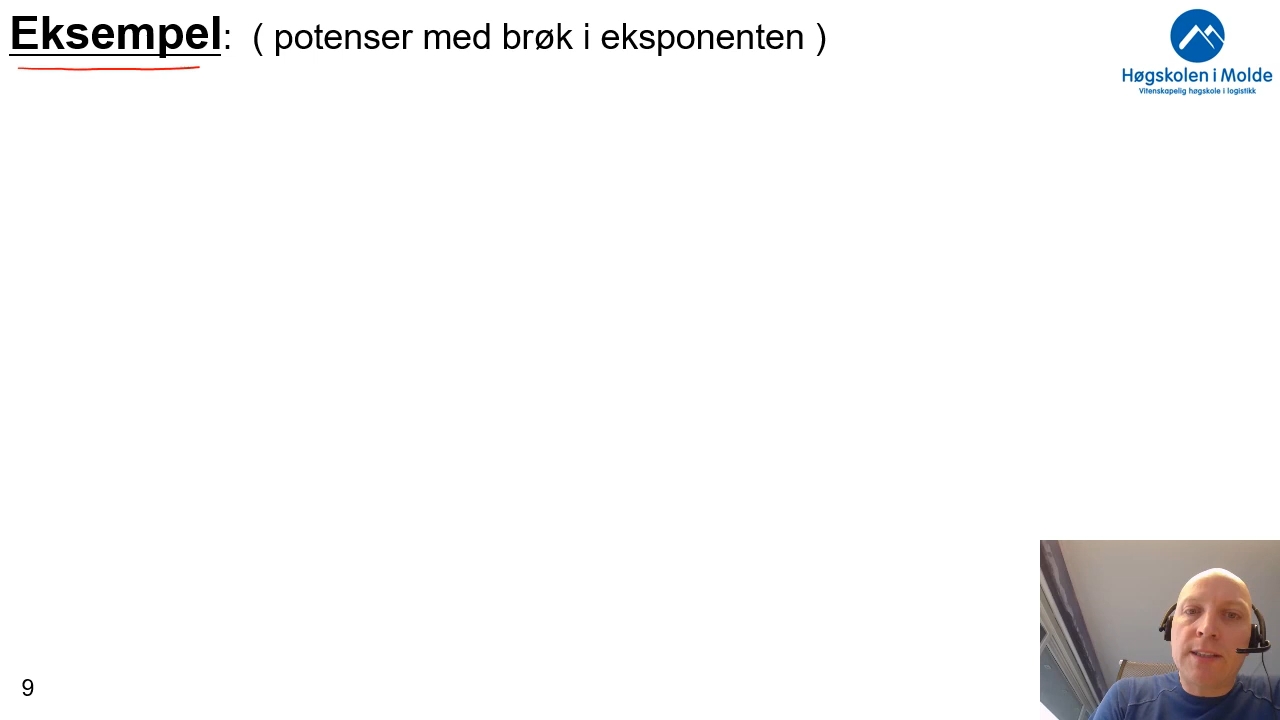 Eksempel: ( potenser med brøk i eksponenten )
Høgskolen i Molde
Vitenskapelig høgskole i logistikk
9